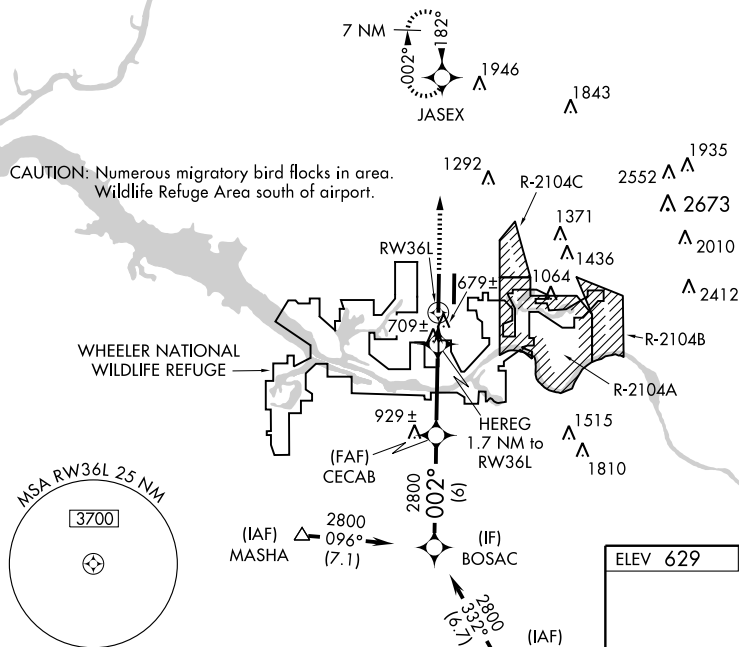 7 NM
182°
002°
JASEX
1946
1843
CAUTION: Numerous migratory bird flocks in area.
Wildlife Refuge Area south of airport.
1292
R-2104C
2552
1935
2673
1371
RW36L
1436
2010
679±
1064
2412
709±
R-2104B
WHEELER NATIONAL
WILDLIFE REFUGE
R-2104A
929±
HEREG
1.7 NM to
RW36L
1515
1810
(FAF)
CECAB
2800
002°
(6)
MSA RW36L 25 NM
3700
(IAF)
MASHA
2800
096°
(7.1)
(IF)
BOSAC
ELEV 629
2800
332°
(6.7)
(IAF)